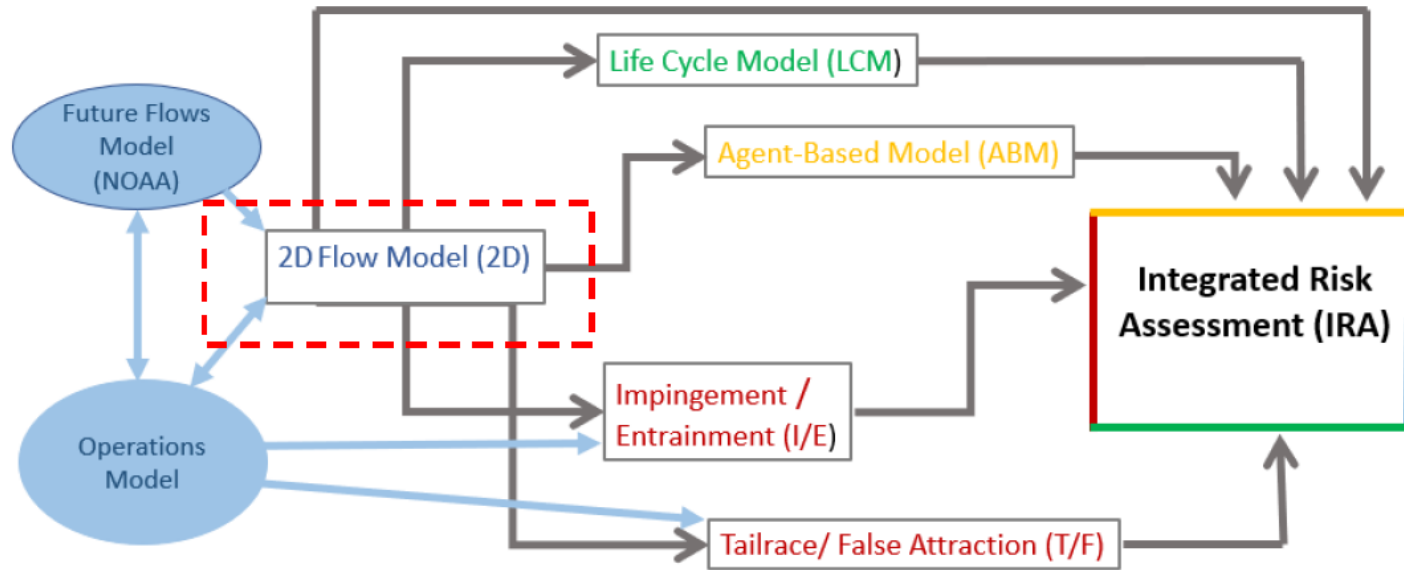 Life Cycle Model (LCM)
Future Flows
Model
(NOAA)
Agent-Based Model (ABM)
2D Flow Model (2D)
Integrated Risk
Assessment (IRA)
Impingement /
Entrainment (I/E)
Operations
Model
Tailrace/ False Attraction (T/F)